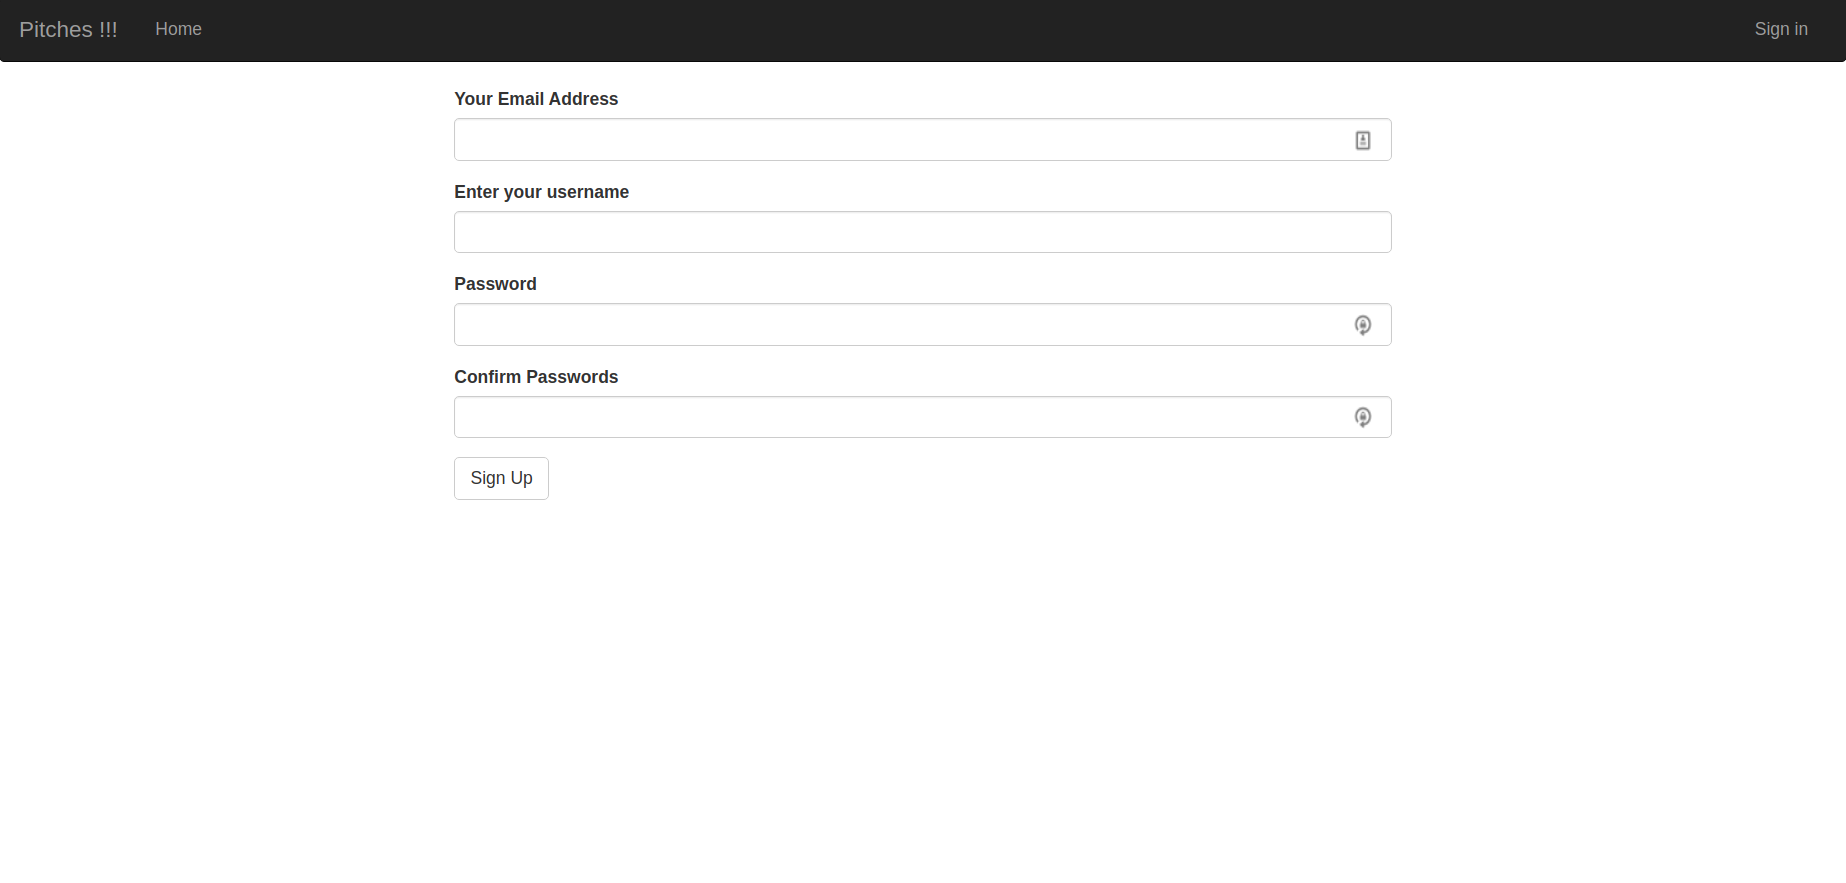 Pitches !!! Home Sign in
Your Email Address
Enter your username
Password
Confirm Passwords
Sign Up